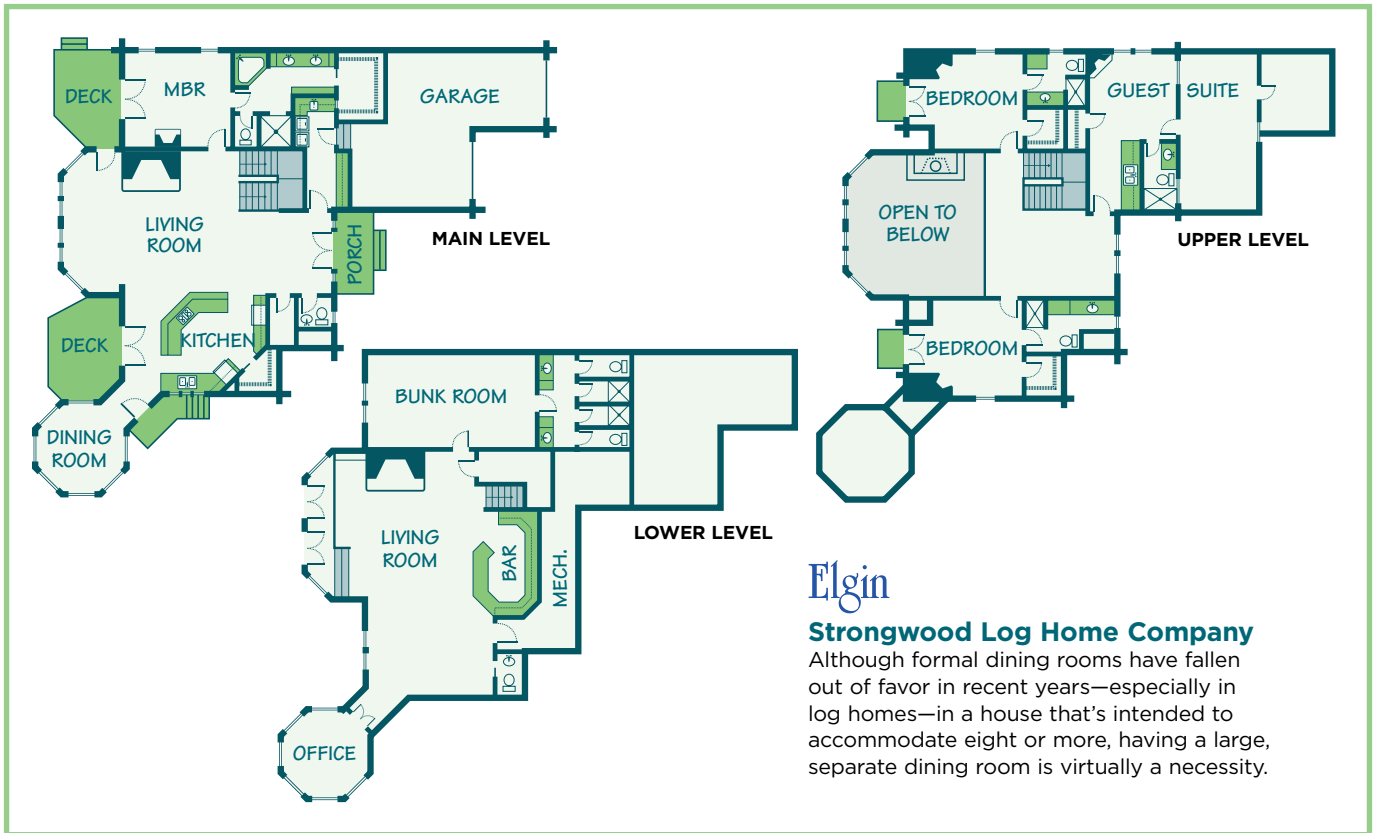 DECK
MBR
GARAGE
LIVING
ROOM
PORCH
MAIN LEVEL
DECK
KITCHEN
DINING
ROOM
BEDROOM
GUEST SUITE
OPEN TO
BELOW
UPPER LEVEL
BEDROOM
BUNK ROOM
LIVING
ROOM
BAR
MECH.
LOWER LEVEL
OFFICE
Elgin
Strongwood Log Home Company
Although formal dining rooms have fallen
out of favor in recent years—especially in
log homes—in a house that’s intended to
accommodate eight or more, having a large,
separate dining room is virtually a necessity.